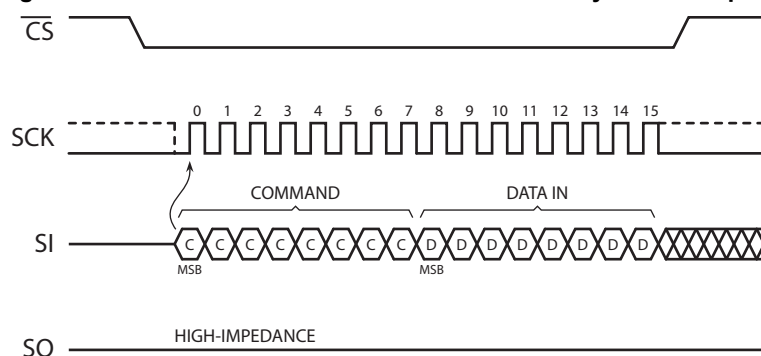 CS
0 1 2 3 4 5 6 7 8 9 10 11 12 13 14 15
SCK
COMMAND DATA IN
SI C C C C C C C C D D D D D D D D
MSB MSB
HIGH-IMPEDANCE
SO